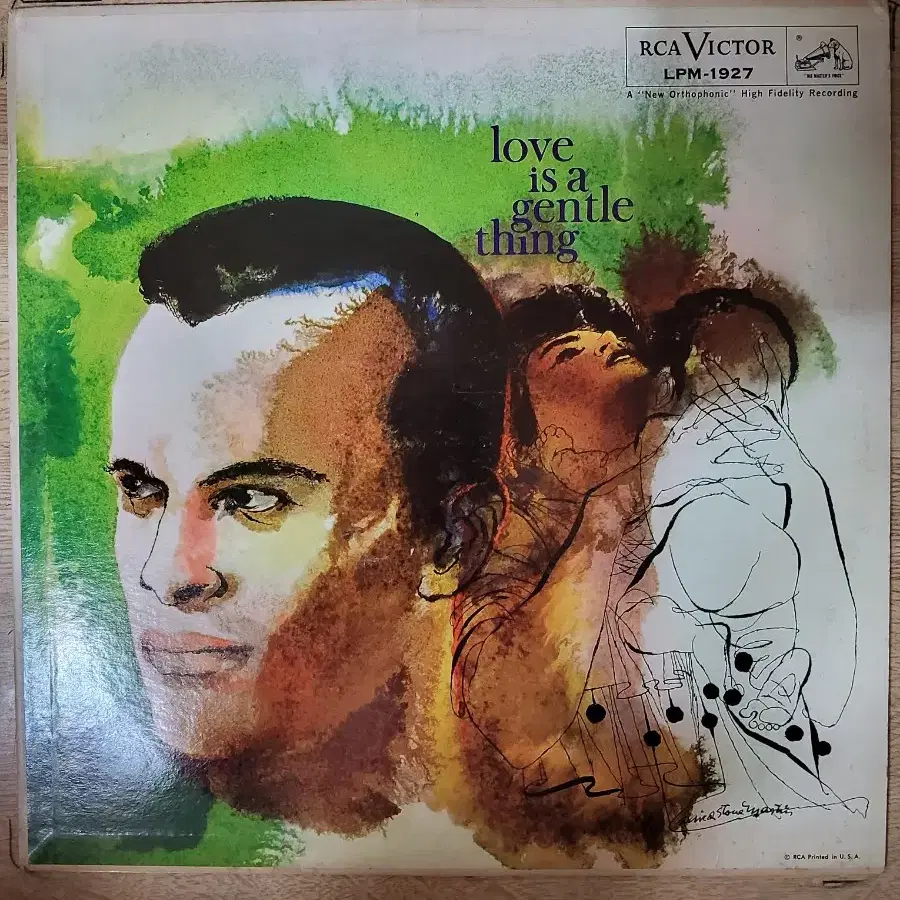 RCA VICTOR
LPM-1927
®
"HIS MASTER'S VOICE"
A "New Orthophonic" High Fidelity Recording
love
is a
gentle
thing
© RCA Printed in U. S. A.